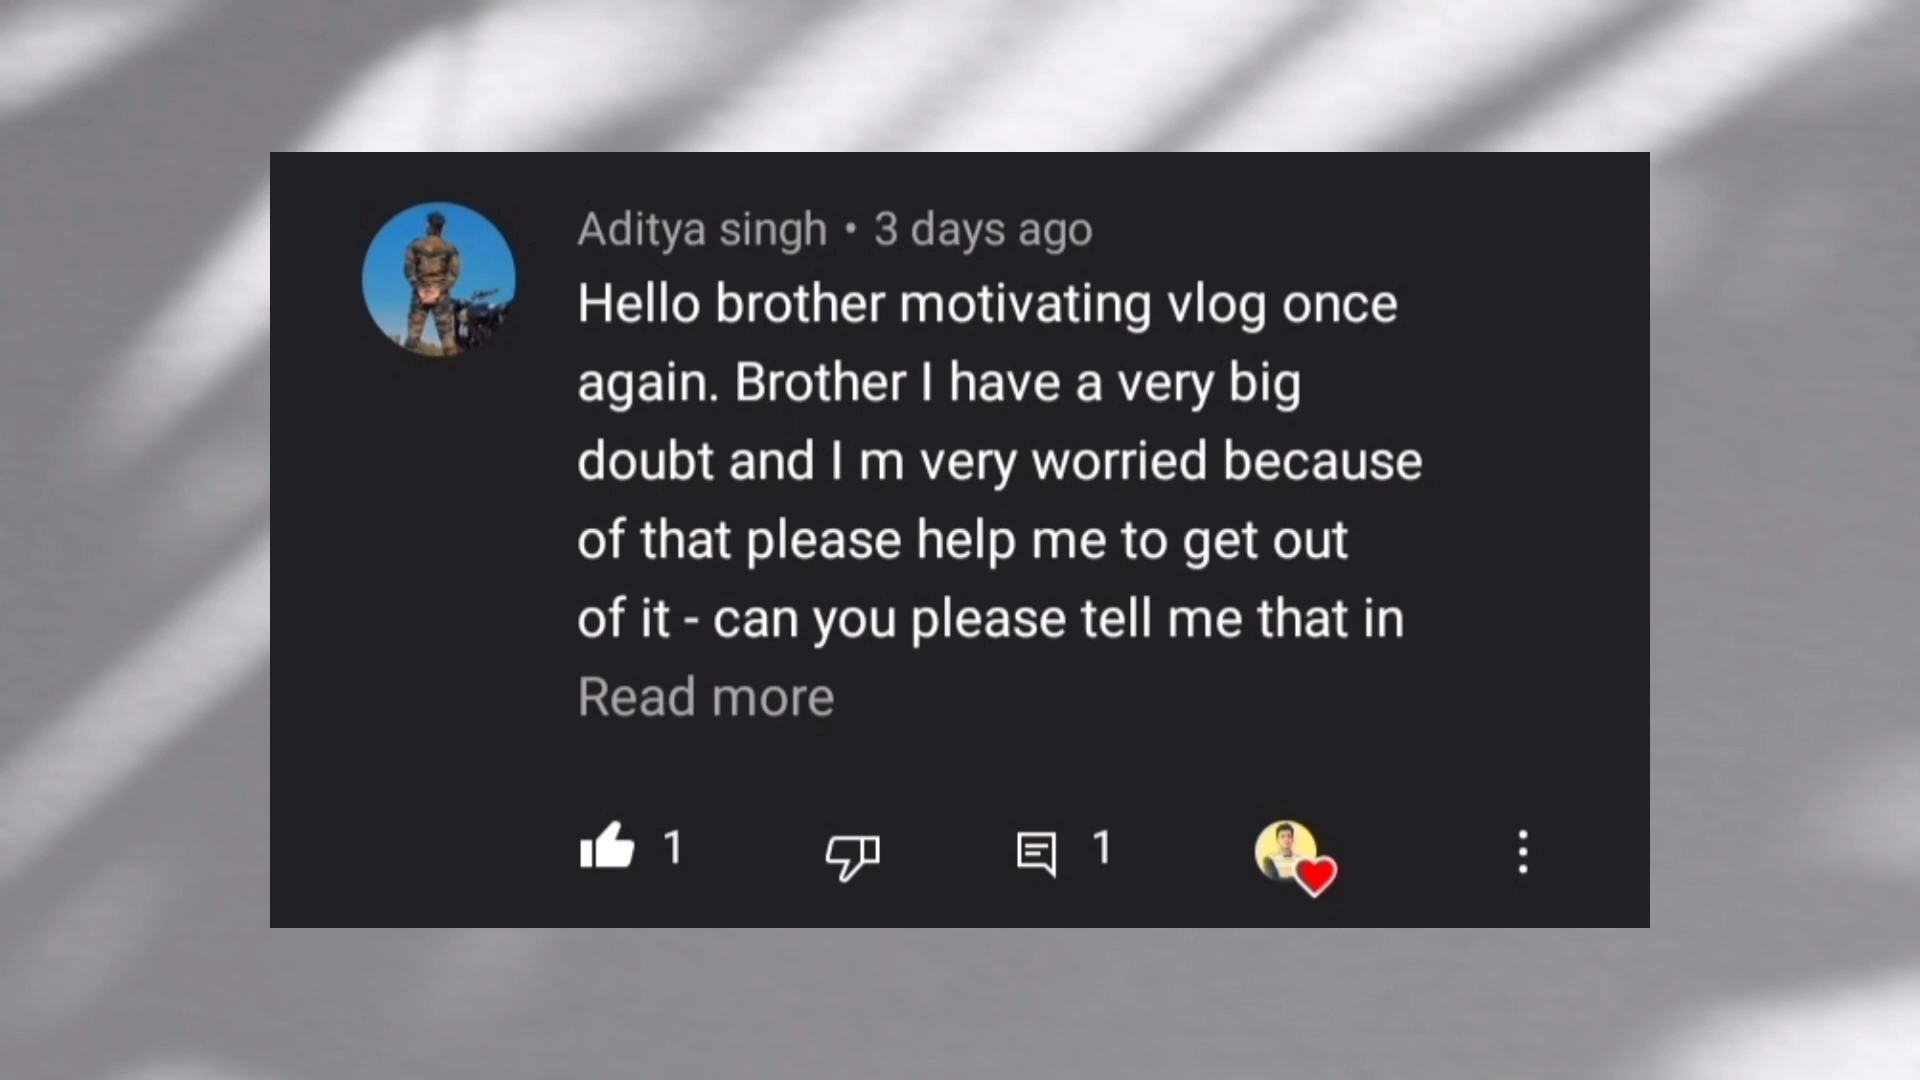 Aditya singh • 3 days ago
Hello brother motivating vlog once
again. Brother I have a very big
doubt and I m very worried because
of that please help me to get out
of it - can you please tell me that in
Read more
1
1